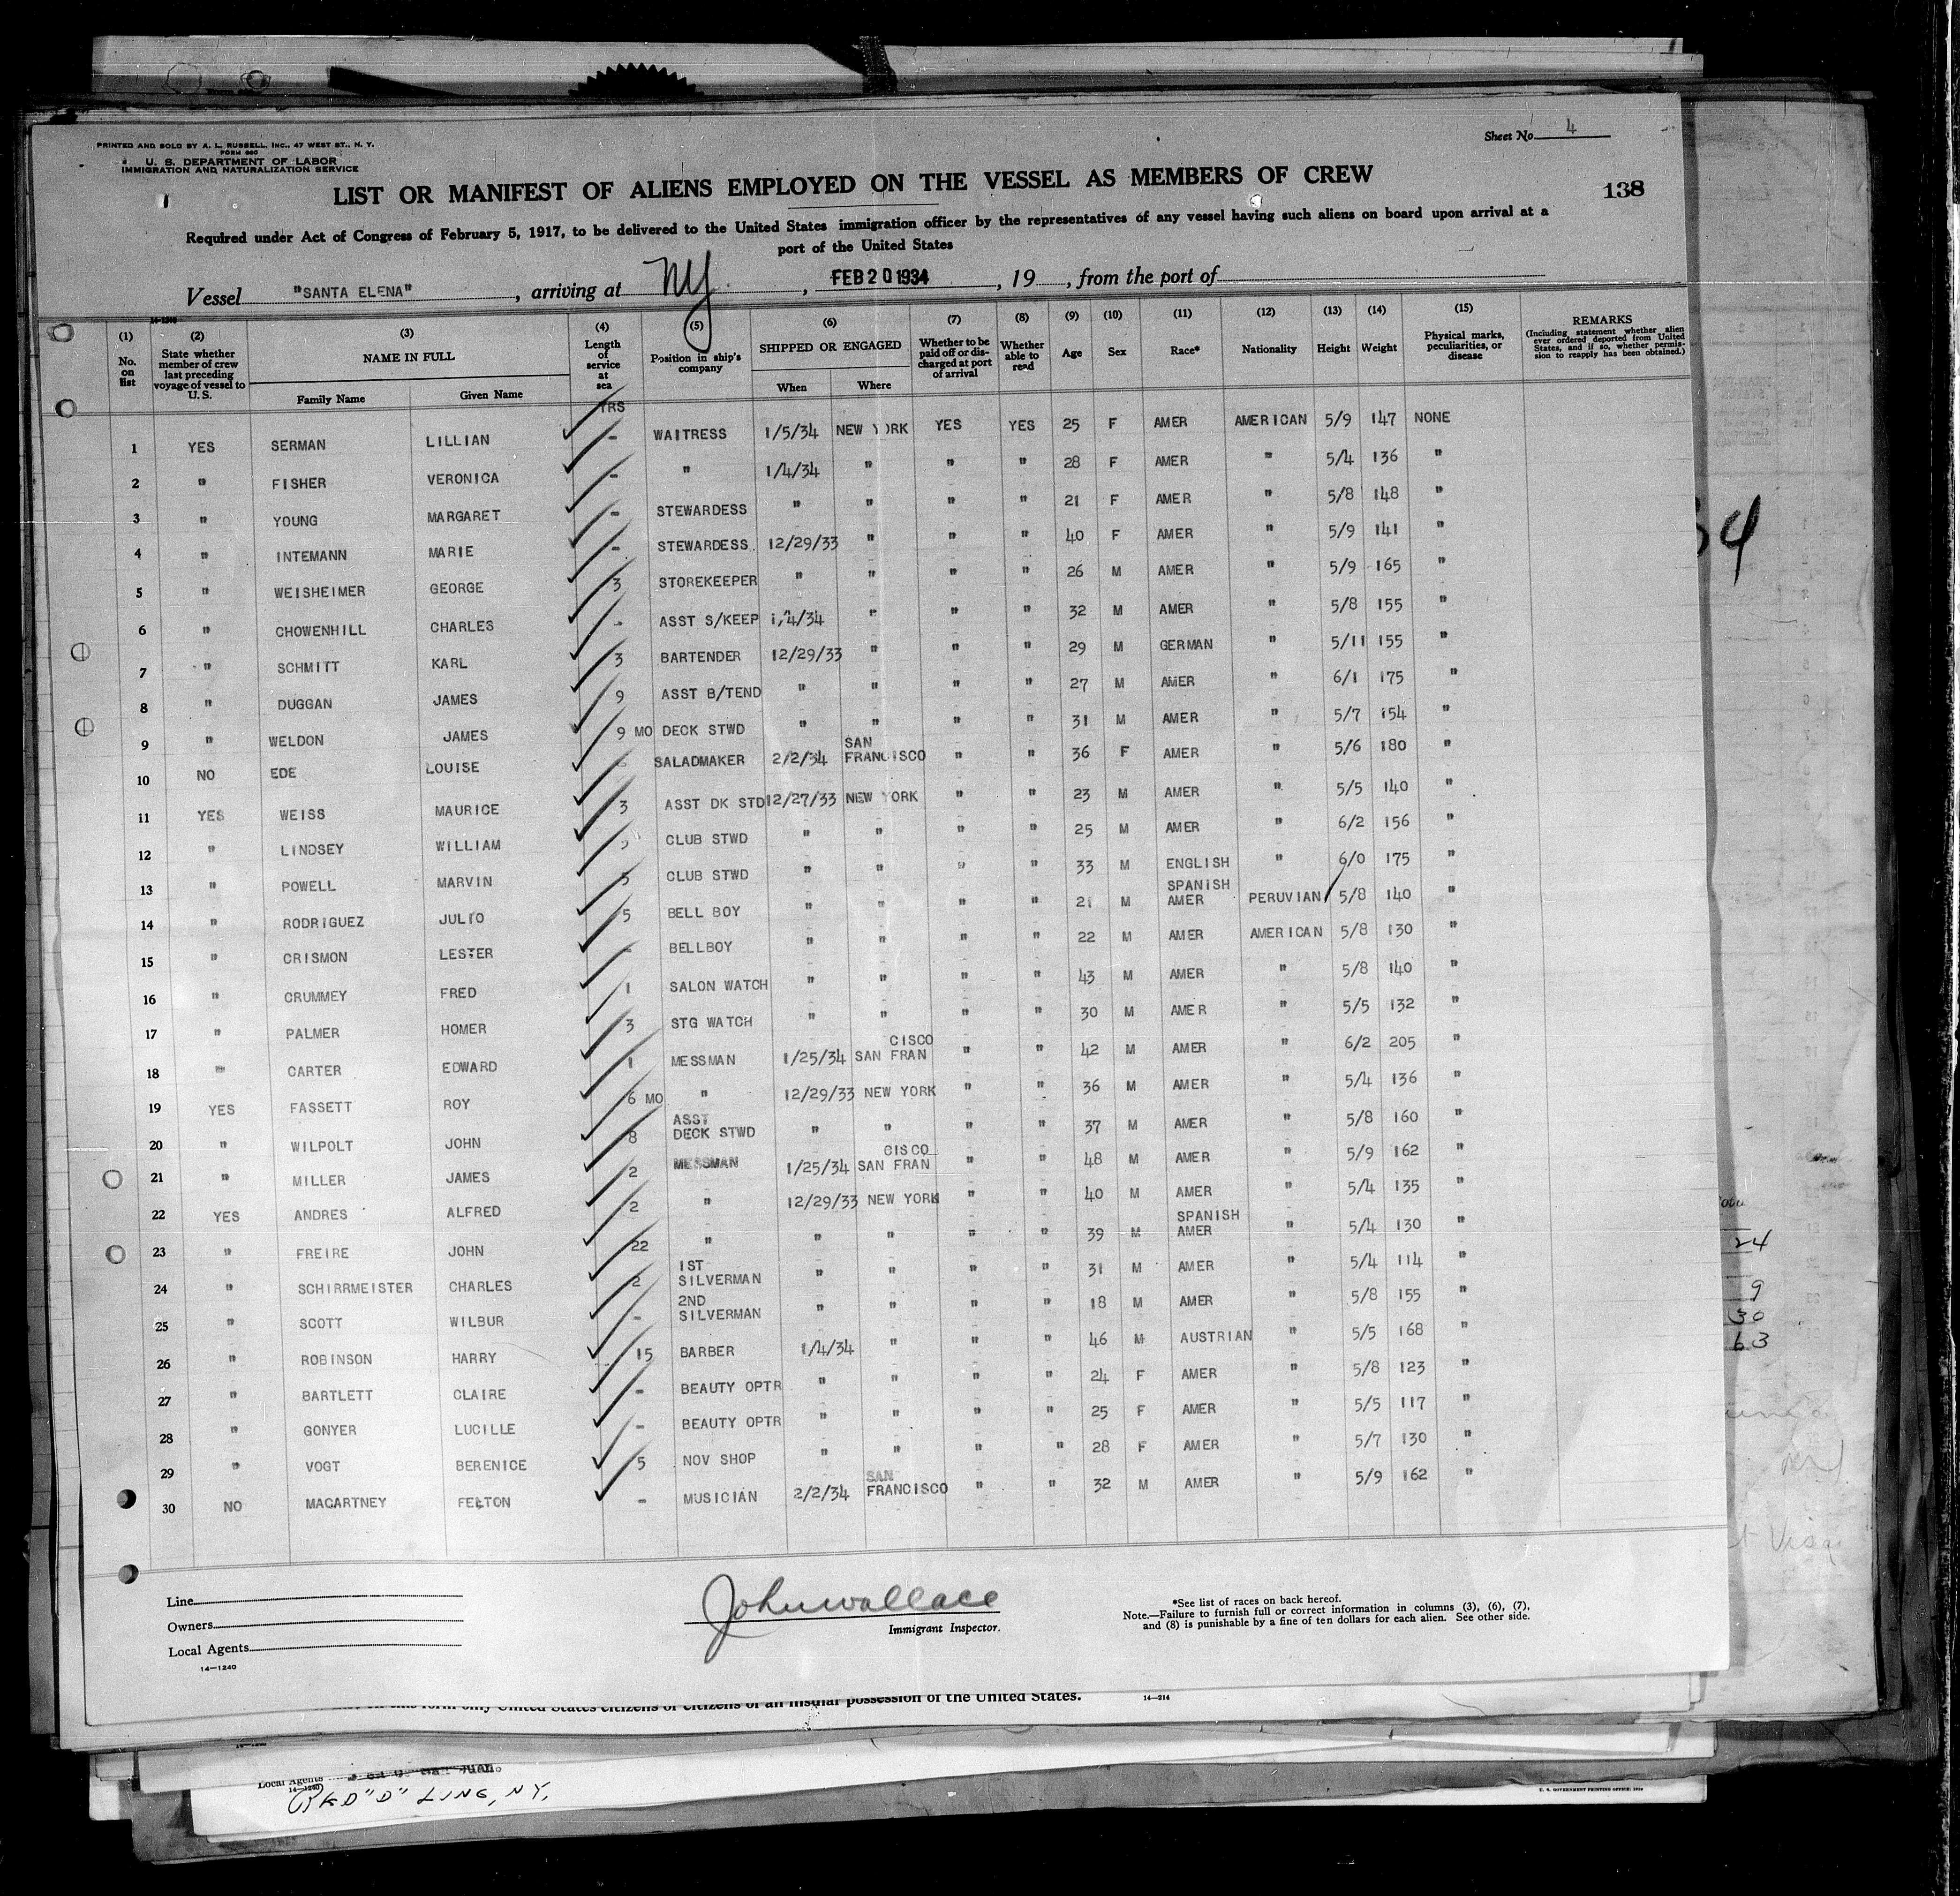 PRINTED AND SOLD BY A. L. RUSSELL, INC., 47 WEST ST., N. Y.
FORM 680
U. S. DEPARTMENT OF LABOR
IMMIGRATION AND NATURALIZATION SERVICE
Sheet No. 4
LIST OR MANIFEST OF ALIENS EMPLOYED ON THE VESSEL AS MEMBERS OF CREW
138
Required under Act of Congress of February 5, 1917, to be delivered to the United States immigration officer by the representatives of any vessel having such aliens on board upon arrival at a
port of the United States
Vessel "SANTA ELENA", arriving at NY, FEB 20 1934, 19, from the port of
(1) No. on list (2) State whether member of crew last preceding voyage of vessel to U.S. (3) NAME IN FULL Family Name Given Name (4) Length of service at sea (5) Position in ship's company (6) SHIPPED OR ENGAGED When Where (7) Whether to be paid off or discharged at port of arrival (8) Whether able to read (9) Age (10) Sex (11) Race* (12) Nationality (13) Height (14) Weight (15) Physical marks, peculiarities, or disease REMARKS (Including statement whether alien ever ordered deported from United States, and if so, whether permission to reapply has been obtained.)
YRS
1 YES SERMAN LILLIAN - WAITRESS 1/5/34 NEW YORK YES YES 25 F AMER AMERICAN 5/9 147 NONE
2 " FISHER VERONICA - " 1/4/34 " " " 28 F AMER " 5/4 136 "
3 " YOUNG MARGARET - STEWARDESS " " " " 21 F AMER " 5/8 148 "
4 " INTEMANN MARIE - STEWARDESS 12/29/33 " " " 40 F AMER " 5/9 141 "
5 " WEISHEIMER GEORGE 3 STOREKEEPER " " " " 26 M AMER " 5/9 165 "
6 " CHOWENHILL CHARLES - ASST S/KEEP 1/4/34 " " " 32 M AMER " 5/8 155 "
7 " SCHMITT KARL 3 BARTENDER 12/29/33 " " " 29 M GERMAN " 5/11 155 "
8 " DUGGAN JAMES 9 ASST B/TEND " " " " 27 M AMER " 6/1 175 "
9 " WELDON JAMES 9 MO DECK STWD " " " " 31 M AMER " 5/7 154 "
10 NO EDE LOUISE SALADMAKER 2/2/34 SAN FRANCISCO " " 36 F AMER " 5/6 180 "
11 YES WEISS MAURICE 3 ASST DK STD 12/27/33 NEW YORK " " 23 M AMER " 5/5 140 "
12 " LINDSEY WILLIAM CLUB STWD " " " " 25 M AMER " 6/2 156 "
13 " POWELL MARVIN 5 CLUB STWD " " " " 33 M ENGLISH " 6/0 175 "
14 " RODRIGUEZ JULIO 5 BELL BOY " " " " 21 M SPANISH AMER PERUVIAN 5/8 140 "
15 " CRISMON LESTER - BELLBOY " " " " 22 M AMER AMERICAN 5/8 130 "
16 " CRUMMEY FRED 1 SALON WATCH " " " " 43 M AMER " 5/8 140 "
17 " PALMER HOMER 3 STG WATCH " " " " 30 M AMER " 5/5 132 "
18 " CARTER EDWARD 1 MESSMAN 1/25/34 SAN FRAN CISCO " " 42 M AMER " 6/2 205 "
19 YES FASSETT ROY 6 MO " 12/29/33 NEW YORK " " 36 M AMER " 5/4 136 "
20 " WILPOLT JOHN 8 ASST DECK STWD " " " " 37 M AMER " 5/8 160 "
21 " MILLER JAMES 2 MESSMAN 1/25/34 SAN FRAN CISCO " " 48 M AMER " 5/9 162 "
22 YES ANDRES ALFRED 2 " 12/29/33 NEW YORK " " 40 M AMER " 5/4 135 "
23 " FREIRE JOHN 22 " " " " " 39 M SPANISH AMER " 5/4 130 "
24 " SCHIRRMEISTER CHARLES 2 1ST SILVERMAN " " " " 31 M AMER " 5/4 114 "
25 " SCOTT WILBUR - 2ND SILVERMAN " " " " 18 M AMER " 5/8 155 "
26 " ROBINSON HARRY 15 BARBER 1/4/34 " " " 46 M AUSTRIAN " 5/5 168 "
27 " BARTLETT CLAIRE - BEAUTY OPTR " " " " 24 F AMER " 5/8 123 "
28 " GONYER LUCILLE - BEAUTY OPTR " " " " 25 F AMER " 5/5 117 "
29 " VOGT BERENICE 5 NOV SHOP " " " " 28 F AMER " 5/7 130 "
30 NO MACARTNEY FELTON - MUSICIAN 2/2/34 SAN FRANCISCO " " 32 M AMER " 5/9 162 "
34
24
9
30
63
Visa
Line
Owners
Local Agents
14—1240
John Wallace
Immigrant Inspector.
*See list of races on back hereof.
Note.—Failure to furnish full or correct information in columns (3), (6), (7),
and (8) is punishable by a fine of ten dollars for each alien. See other side.
form only United States citizens or citizens of an insular possession of the United States.
14—214
Local Agents
14—1240
"D" LINE, NY.
U. S. GOVERNMENT PRINTING OFFICE